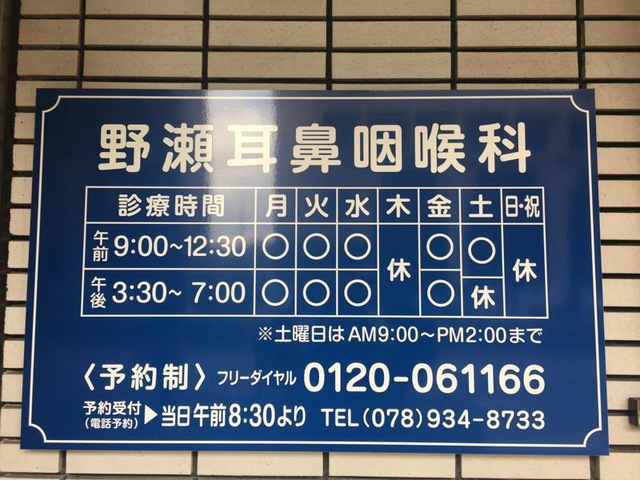 野瀬耳鼻咽喉科
診療時間 月 火 水 木 金 土 日・祝
午前 9:00~12:30 ○ ○ ○ 休 ○ ○ 休
午後 3:30~ 7:00 ○ ○ ○ ○ 休
※土曜日はAM9:00~PM2:00まで
〈予約制〉 フリーダイヤル 0120-061166
予約受付(電話予約) ▶ 当日午前8:30より TEL(078)934-8733